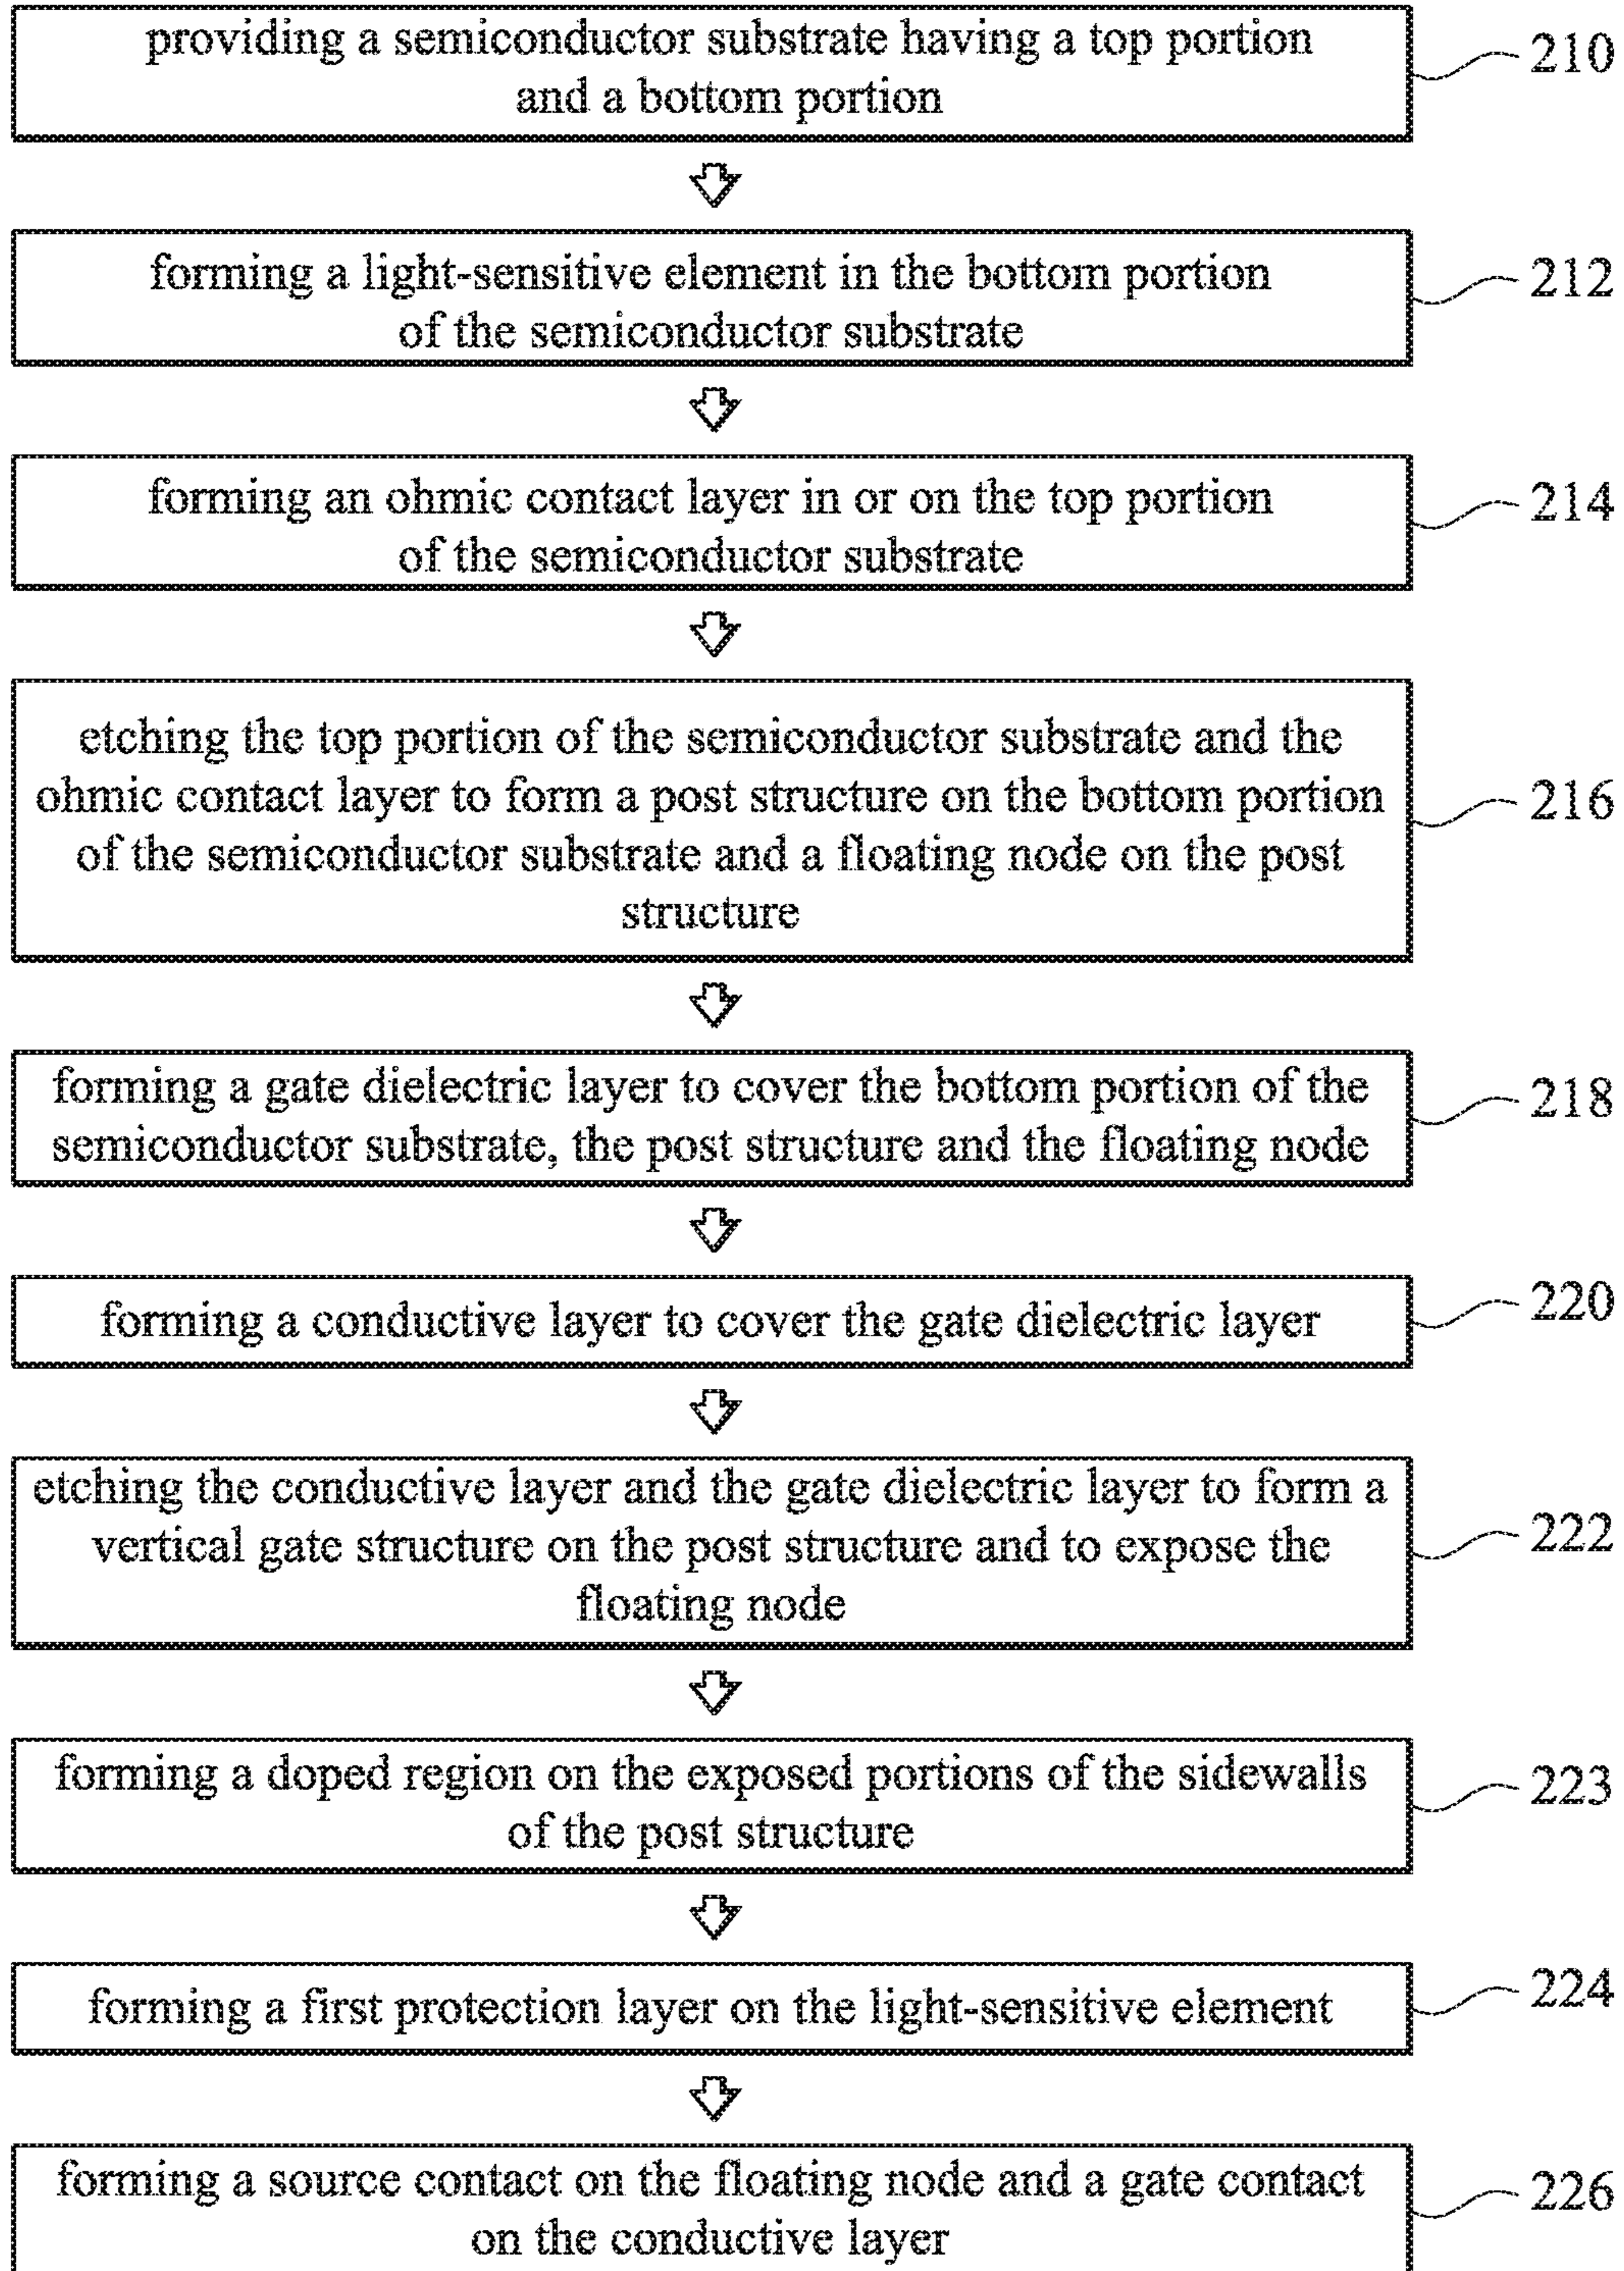 providing a semiconductor substrate having a top portion
and a bottom portion
210
forming a light-sensitive element in the bottom portion
of the semiconductor substrate
212
forming an ohmic contact layer in or on the top portion
of the semiconductor substrate
214
etching the top portion of the semiconductor substrate and the
ohmic contact layer to form a post structure on the bottom portion
of the semiconductor substrate and a floating node on the post
structure
216
forming a gate dielectric layer to cover the bottom portion of the
semiconductor substrate, the post structure and the floating node
218
forming a conductive layer to cover the gate dielectric layer
220
etching the conductive layer and the gate dielectric layer to form a
vertical gate structure on the post structure and to expose the
floating node
222
forming a doped region on the exposed portions of the sidewalls
of the post structure
223
forming a first protection layer on the light-sensitive element
224
forming a source contact on the floating node and a gate contact
on the conductive layer
226